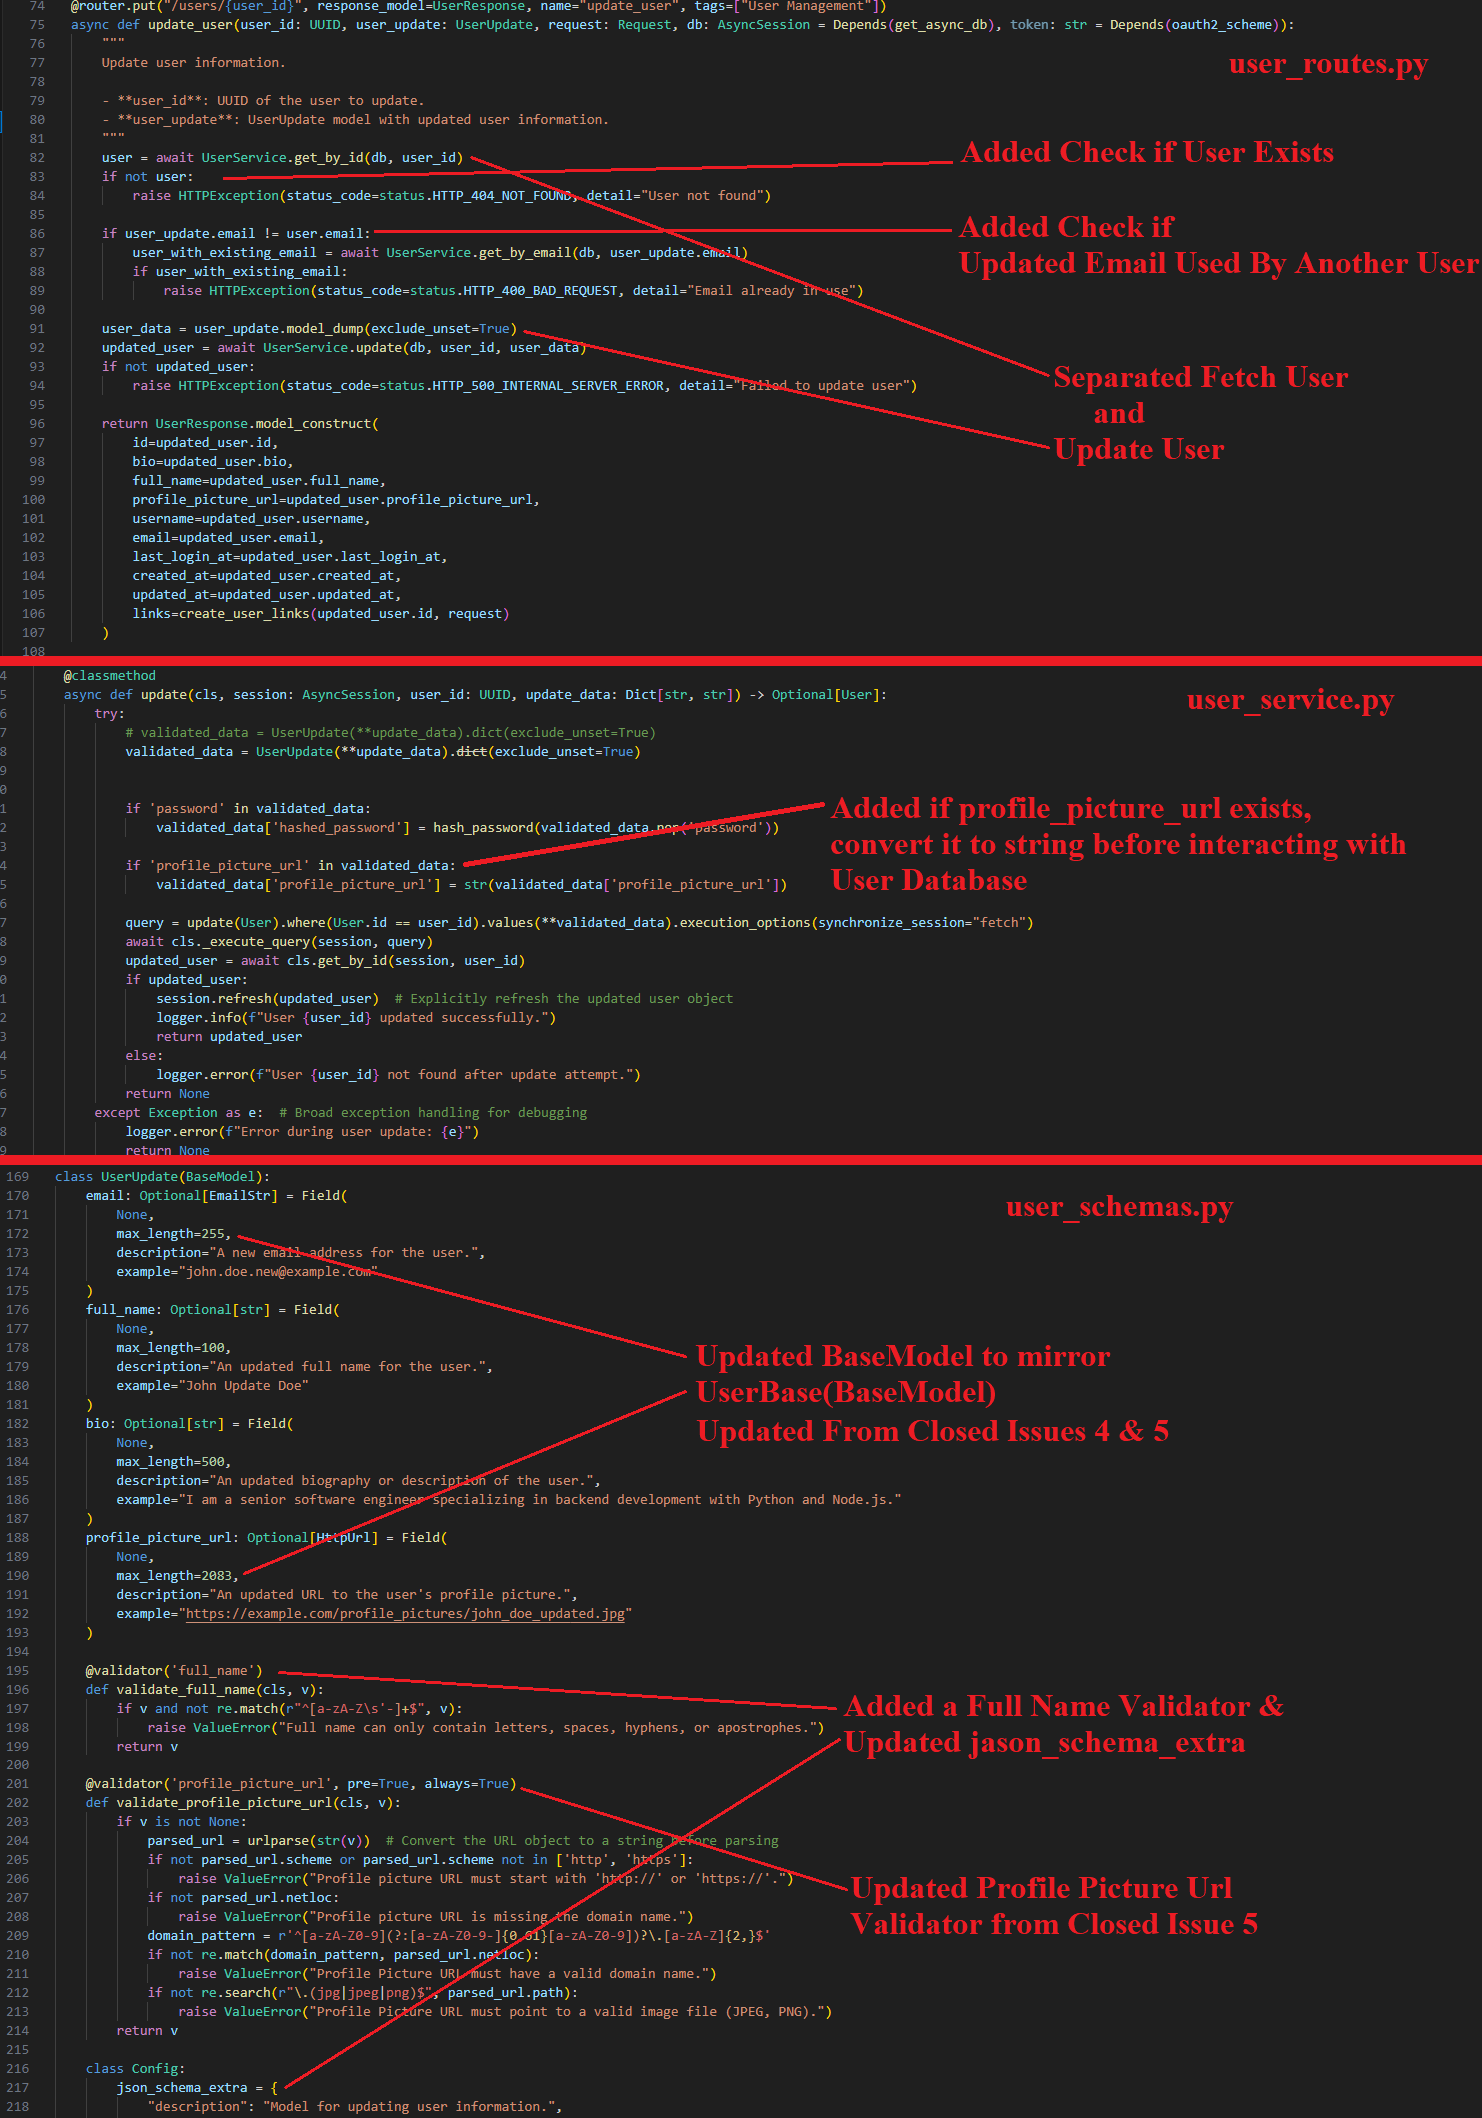 74 @router.put("/users/{user_id}", response_model=UserResponse, name="update_user", tags=["User Management"])
75 async def update_user(user_id: UUID, user_update: UserUpdate, request: Request, db: AsyncSession = Depends(get_async_db), token: str = Depends(oauth2_scheme)):
76 """
77 Update user information.
78
79 - **user_id**: UUID of the user to update.
80 - **user_update**: UserUpdate model with updated user information.
81 """
82 user = await UserService.get_by_id(db, user_id)
83 if not user:
84 raise HTTPException(status_code=status.HTTP_404_NOT_FOUND, detail="User not found")
85
86 if user_update.email != user.email:
87 user_with_existing_email = await UserService.get_by_email(db, user_update.email)
88 if user_with_existing_email:
89 raise HTTPException(status_code=status.HTTP_400_BAD_REQUEST, detail="Email already in use")
90
91 user_data = user_update.model_dump(exclude_unset=True)
92 updated_user = await UserService.update(db, user_id, user_data)
93 if not updated_user:
94 raise HTTPException(status_code=status.HTTP_500_INTERNAL_SERVER_ERROR, detail="Failed to update user")
95
96 return UserResponse.model_construct(
97 id=updated_user.id,
98 bio=updated_user.bio,
99 full_name=updated_user.full_name,
100 profile_picture_url=updated_user.profile_picture_url,
101 username=updated_user.username,
102 email=updated_user.email,
103 last_login_at=updated_user.last_login_at,
104 created_at=updated_user.created_at,
105 updated_at=updated_user.updated_at,
106 links=create_user_links(updated_user.id, request)
107 )
108
user_routes.py
Added Check if User Exists
Added Check if
Updated Email Used By Another User
Separated Fetch User
and
Update User
4 @classmethod
5 async def update(cls, session: AsyncSession, user_id: UUID, update_data: Dict[str, str]) -> Optional[User]:
6 try:
7 # validated_data = UserUpdate(**update_data).dict(exclude_unset=True)
8 validated_data = UserUpdate(**update_data).dict(exclude_unset=True)
9
0
1 if 'password' in validated_data:
2 validated_data['hashed_password'] = hash_password(validated_data.pop('password'))
3
4 if 'profile_picture_url' in validated_data:
5 validated_data['profile_picture_url'] = str(validated_data['profile_picture_url'])
6
7 query = update(User).where(User.id == user_id).values(**validated_data).execution_options(synchronize_session="fetch")
8 await cls._execute_query(session, query)
9 updated_user = await cls.get_by_id(session, user_id)
0 if updated_user:
1 session.refresh(updated_user) # Explicitly refresh the updated user object
2 logger.info(f"User {user_id} updated successfully.")
3 return updated_user
4 else:
5 logger.error(f"User {user_id} not found after update attempt.")
6 return None
7 except Exception as e: # Broad exception handling for debugging
8 logger.error(f"Error during user update: {e}")
9 return None
user_service.py
Added if profile_picture_url exists,
convert it to string before interacting with
User Database
169 class UserUpdate(BaseModel):
170 email: Optional[EmailStr] = Field(
171 None,
172 max_length=255,
173 description="A new email address for the user.",
174 example="john.doe.new@example.com"
175 )
176 full_name: Optional[str] = Field(
177 None,
178 max_length=100,
179 description="An updated full name for the user.",
180 example="John Update Doe"
181 )
182 bio: Optional[str] = Field(
183 None,
184 max_length=500,
185 description="An updated biography or description of the user.",
186 example="I am a senior software engineer specializing in backend development with Python and Node.js."
187 )
188 profile_picture_url: Optional[HttpUrl] = Field(
189 None,
190 max_length=2083,
191 description="An updated URL to the user's profile picture.",
192 example="https://example.com/profile_pictures/john_doe_updated.jpg"
193 )
194
195 @validator('full_name')
196 def validate_full_name(cls, v):
197 if v and not re.match(r"^[a-zA-Z\s'-]+$", v):
198 raise ValueError("Full name can only contain letters, spaces, hyphens, or apostrophes.")
199 return v
200
201 @validator('profile_picture_url', pre=True, always=True)
202 def validate_profile_picture_url(cls, v):
203 if v is not None:
204 parsed_url = urlparse(str(v)) # Convert the URL object to a string before parsing
205 if not parsed_url.scheme or parsed_url.scheme not in ['http', 'https']:
206 raise ValueError("Profile picture URL must start with 'http://' or 'https://'.")
207 if not parsed_url.netloc:
208 raise ValueError("Profile picture URL is missing the domain name.")
209 domain_pattern = r'^[a-zA-Z0-9](?:[a-zA-Z0-9-]{0,61}[a-zA-Z0-9])?\.[a-zA-Z]{2,}$'
210 if not re.match(domain_pattern, parsed_url.netloc):
211 raise ValueError("Profile Picture URL must have a valid domain name.")
212 if not re.search(r"\.(jpg|jpeg|png)$", parsed_url.path):
213 raise ValueError("Profile Picture URL must point to a valid image file (JPEG, PNG).")
214 return v
215
216 class Config:
217 json_schema_extra = {
218 "description": "Model for updating user information.",
user_schemas.py
Updated BaseModel to mirror
UserBase(BaseModel)
Updated From Closed Issues 4 & 5
Added a Full Name Validator &
Updated jason_schema_extra
Updated Profile Picture Url
Validator from Closed Issue 5